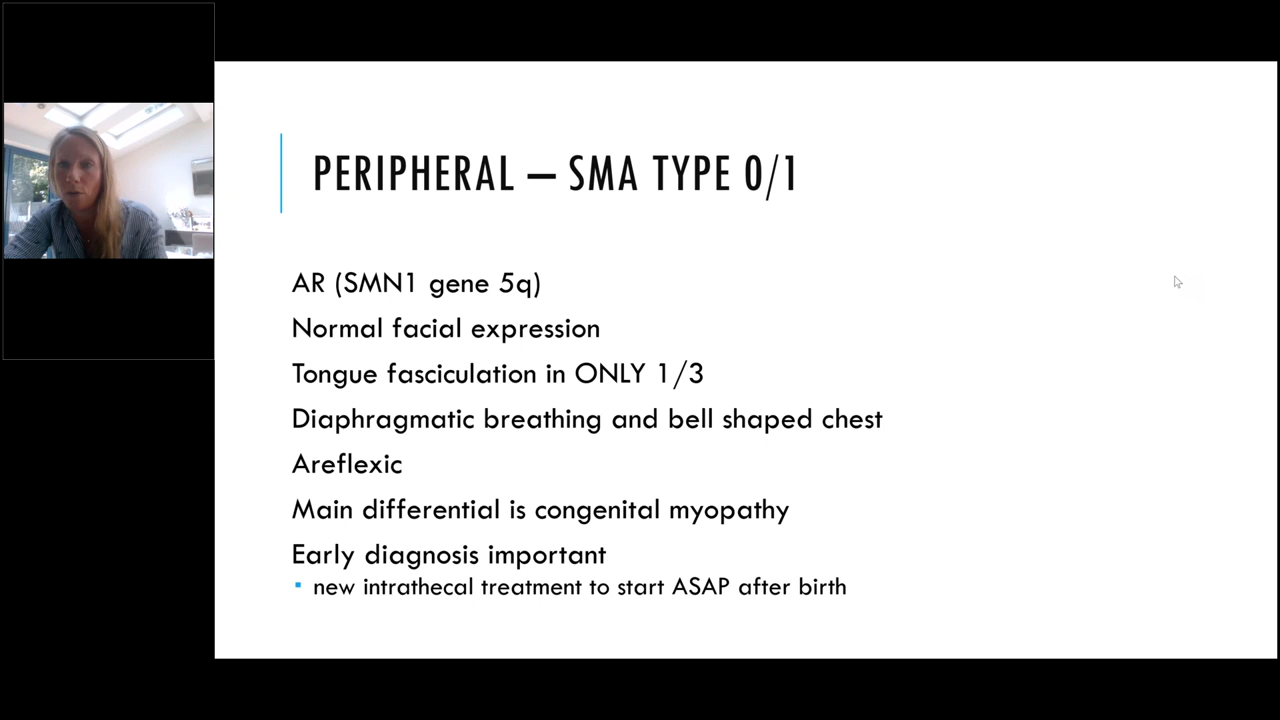 PERIPHERAL – SMA TYPE 0/1
AR (SMN1 gene 5q)
Normal facial expression
Tongue fasciculation in ONLY 1/3
Diaphragmatic breathing and bell shaped chest
Areflexic
Main differential is congenital myopathy
Early diagnosis important
▪ new intrathecal treatment to start ASAP after birth